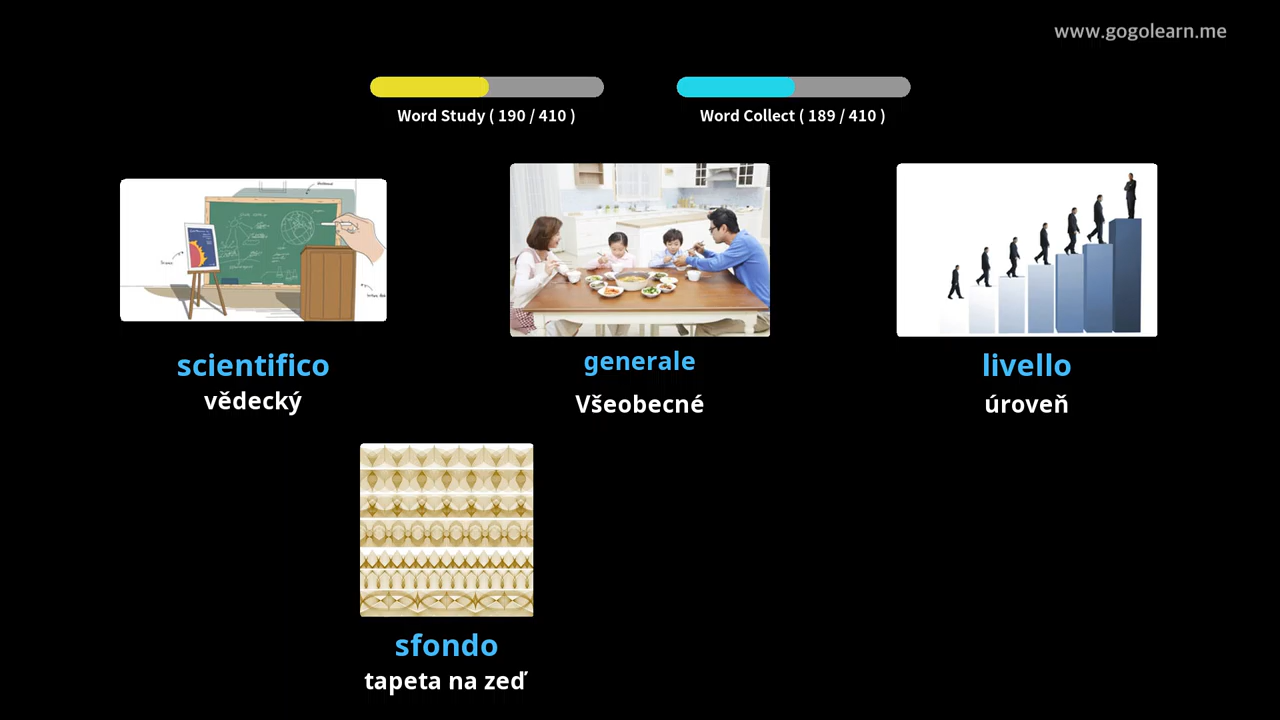 www.gogolearn.me
Word Study ( 190 / 410 )
Word Collect ( 189 / 410 )
scientifico
vědecký
generale
Všeobecné
livello
úroveň
sfondo
tapeta na zeď